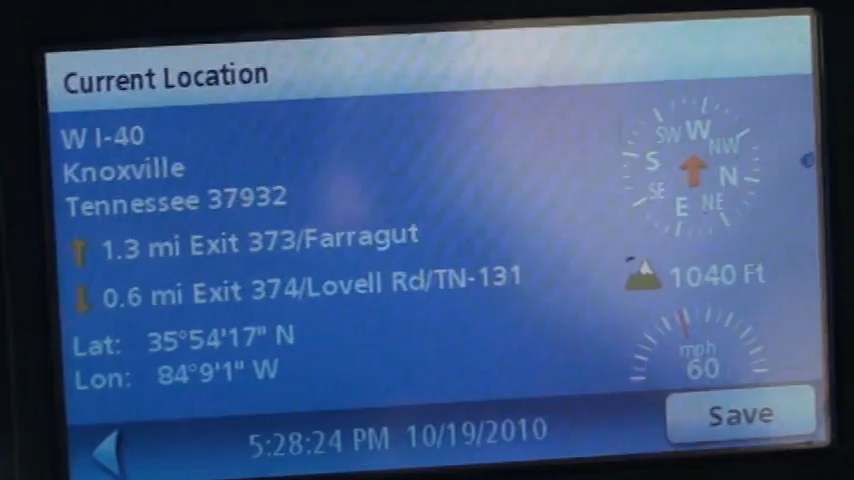 Current Location
W I-40
Knoxville
Tennessee 37932
1.3 mi Exit 373/Farragut
0.6 mi Exit 374/Lovell Rd/TN-131
Lat: 35°54'17" N
Lon: 84°9'1" W
SW W NW
S N
SE E NE
1040 Ft
mph
60
5:28:24 PM 10/19/2010
Save